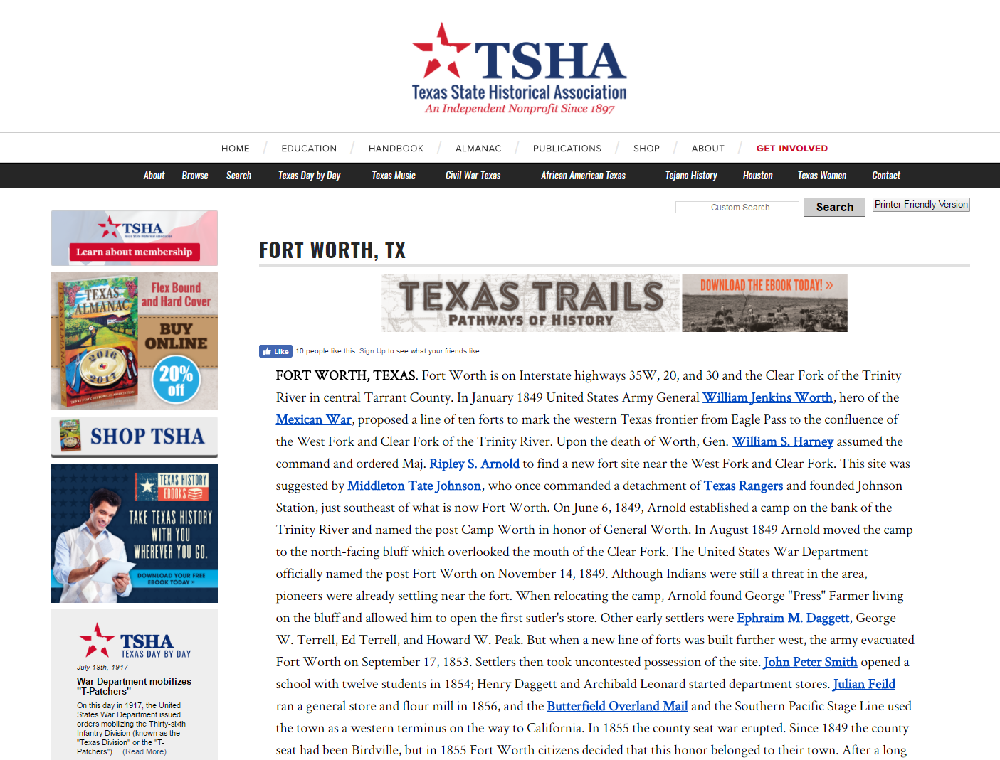 TSHA
Texas State Historical Association
An Independent Nonprofit Since 1897
HOME / EDUCATION / HANDBOOK / ALMANAC / PUBLICATIONS / SHOP / ABOUT / GET INVOLVED
About Browse Search Texas Day by Day Texas Music Civil War Texas African American Texas Tejano History Houston Texas Women Contact
Custom Search Search Printer Friendly Version
TSHA
Texas State Historical Association
Learn about membership
TEXAS ALMANAC
2016 2017
TEXAS STATE HISTORICAL ASSOCIATION
Flex Bound
and Hard Cover
BUY
ONLINE
20%
off
SHOP TSHA
TEXAS HISTORY
EBOOKS
TAKE TEXAS HISTORY
WITH YOU
WHEREVER YOU GO.
DOWNLOAD YOUR FREE
EBOOK TODAY »
TSHA
TEXAS DAY BY DAY
July 18th, 1917
War Department mobilizes
"T-Patchers"
On this day in 1917, the United
States War Department issued
orders mobilizing the Thirty-sixth
Infantry Division (known as the
"Texas Division" or the "T-
Patchers")... (Read More)
FORT WORTH, TX
TEXAS TRAILS
PATHWAYS OF HISTORY
DOWNLOAD THE EBOOK TODAY! »
Like 10 people like this. Sign Up to see what your friends like.
FORT WORTH, TEXAS. Fort Worth is on Interstate highways 35W, 20, and 30 and the Clear Fork of the Trinity
River in central Tarrant County. In January 1849 United States Army General William Jenkins Worth, hero of the
Mexican War, proposed a line of ten forts to mark the western Texas frontier from Eagle Pass to the confluence of
the West Fork and Clear Fork of the Trinity River. Upon the death of Worth, Gen. William S. Harney assumed the
command and ordered Maj. Ripley S. Arnold to find a new fort site near the West Fork and Clear Fork. This site was
suggested by Middleton Tate Johnson, who once commanded a detachment of Texas Rangers and founded Johnson
Station, just southeast of what is now Fort Worth. On June 6, 1849, Arnold established a camp on the bank of the
Trinity River and named the post Camp Worth in honor of General Worth. In August 1849 Arnold moved the camp
to the north-facing bluff which overlooked the mouth of the Clear Fork. The United States War Department
officially named the post Fort Worth on November 14, 1849. Although Indians were still a threat in the area,
pioneers were already settling near the fort. When relocating the camp, Arnold found George "Press" Farmer living
on the bluff and allowed him to open the first sutler's store. Other early settlers were Ephraim M. Daggett, George
W. Terrell, Ed Terrell, and Howard W. Peak. But when a new line of forts was built further west, the army evacuated
Fort Worth on September 17, 1853. Settlers then took uncontested possession of the site. John Peter Smith opened a
school with twelve students in 1854; Henry Daggett and Archibald Leonard started department stores. Julian Feild
ran a general store and flour mill in 1856, and the Butterfield Overland Mail and the Southern Pacific Stage Line used
the town as a western terminus on the way to California. In 1855 the county seat war erupted. Since 1849 the county
seat had been Birdville, but in 1855 Fort Worth citizens decided that this honor belonged to their town. After a long